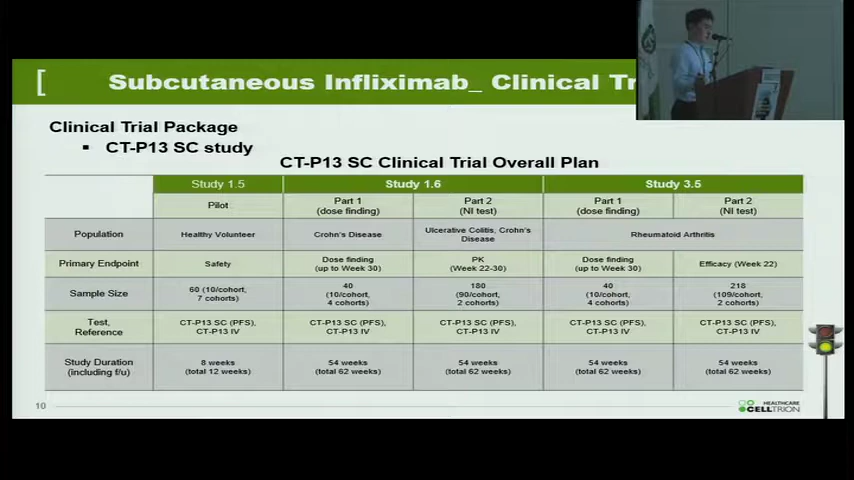 [ Subcutaneous Infliximab_ Clinical Tr
Clinical Trial Package
▪ CT-P13 SC study
CT-P13 SC Clinical Trial Overall Plan
Study 1.5 Study 1.6 Study 3.5
Pilot Part 1 (dose finding) Part 2 (NI test) Part 1 (dose finding) Part 2 (NI test)
Population Healthy Volunteer Crohn's Disease Ulcerative Colitis, Crohn's Disease Rheumatoid Arthritis
Primary Endpoint Safety Dose finding (up to Week 30) PK (Week 22-30) Dose finding (up to Week 30) Efficacy (Week 22)
Sample Size 60 (10/cohort, 7 cohorts) 40 (10/cohort, 4 cohorts) 180 (90/cohort, 2 cohorts) 40 (10/cohort, 4 cohorts) 218 (109/cohort, 2 cohorts)
Test, Reference CT-P13 SC (PFS), CT-P13 IV CT-P13 SC (PFS), CT-P13 IV CT-P13 SC (PFS), CT-P13 IV CT-P13 SC (PFS), CT-P13 IV CT-P13 SC (PFS), CT-P13 IV
Study Duration (including f/u) 8 weeks (total 12 weeks) 54 weeks (total 62 weeks) 54 weeks (total 62 weeks) 54 weeks (total 62 weeks) 54 weeks (total 62 weeks)
10
HEALTHCARE
CELLTRION